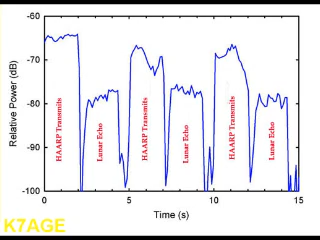 -60
-70
-80
-90
-100
Relative Power (dB)
HAARP Transmits
Lunar Echo
HAARP Transmits
Lunar Echo
HAARP Transmits
Lunar Echo
0
5
10
15
Time (s)
K7AGE